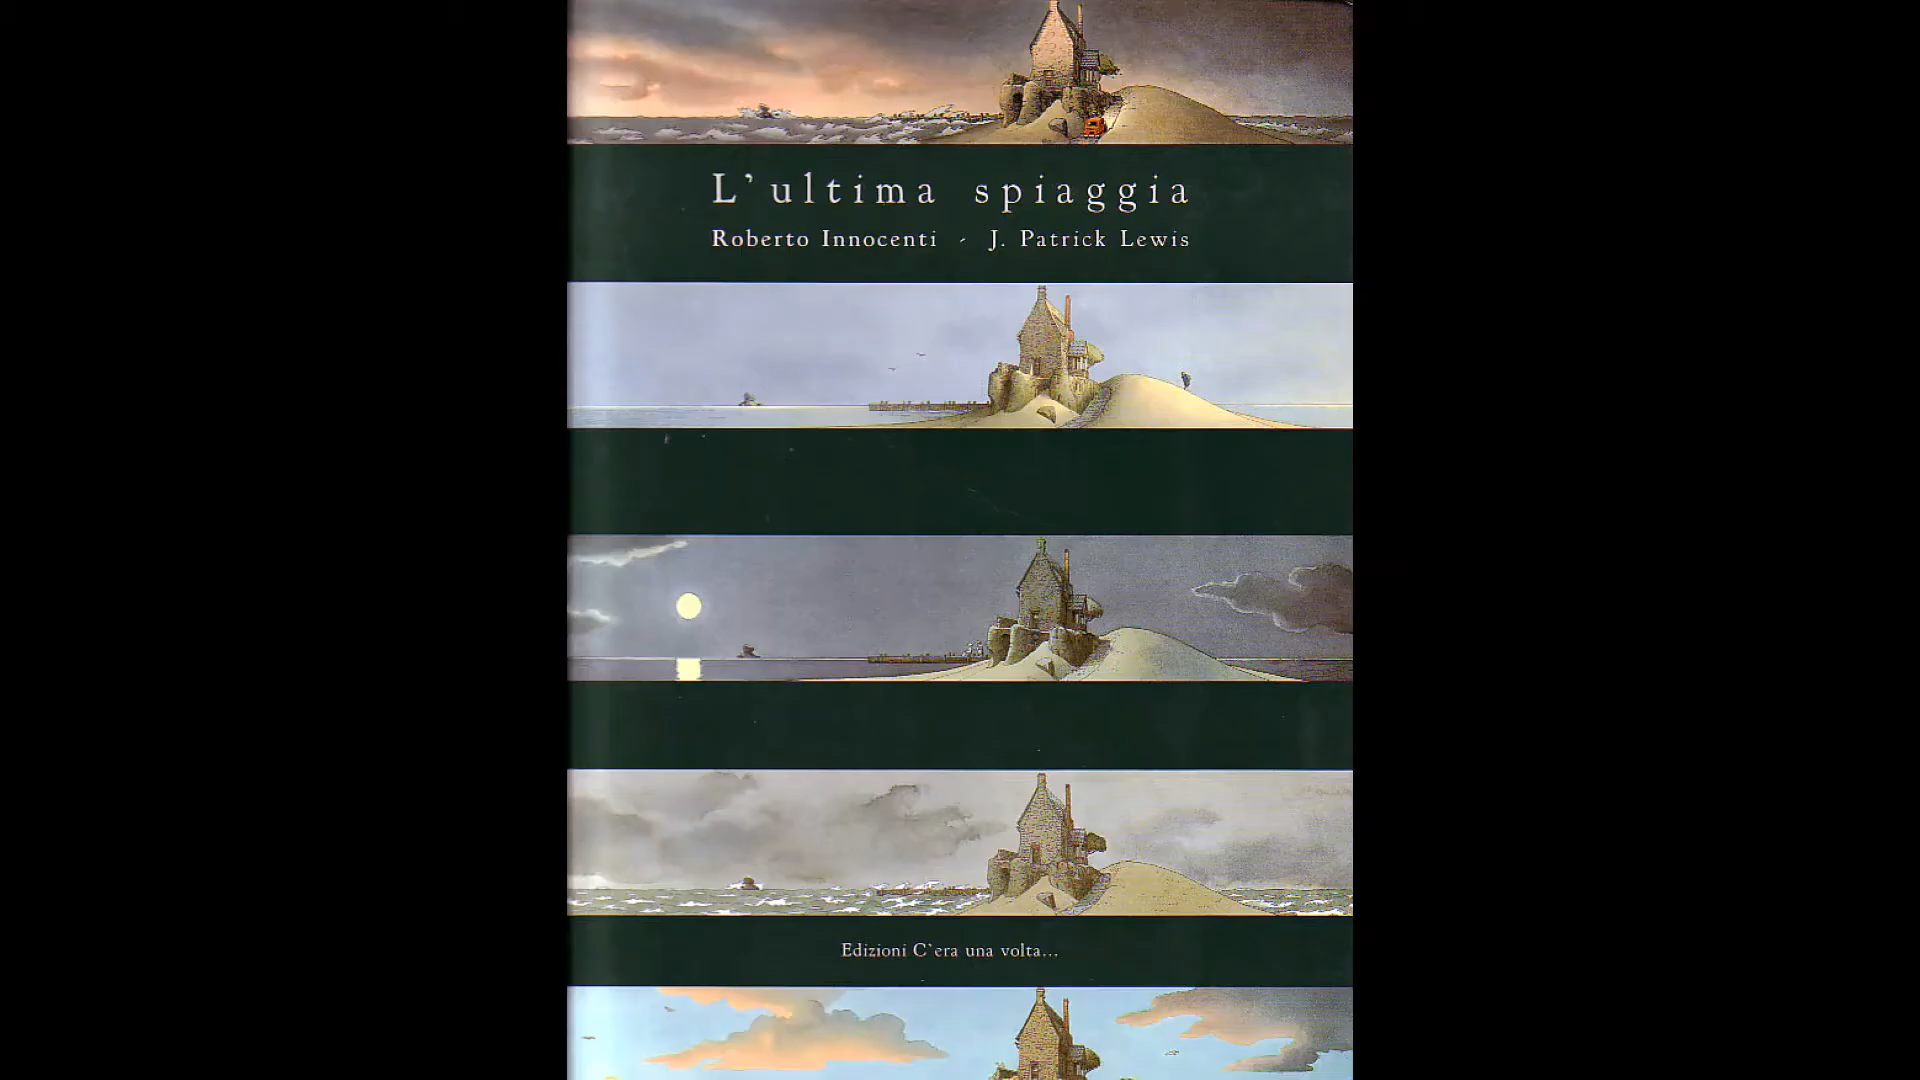 L'ultima spiaggia
Roberto Innocenti - J. Patrick Lewis
Edizioni C'era una volta...